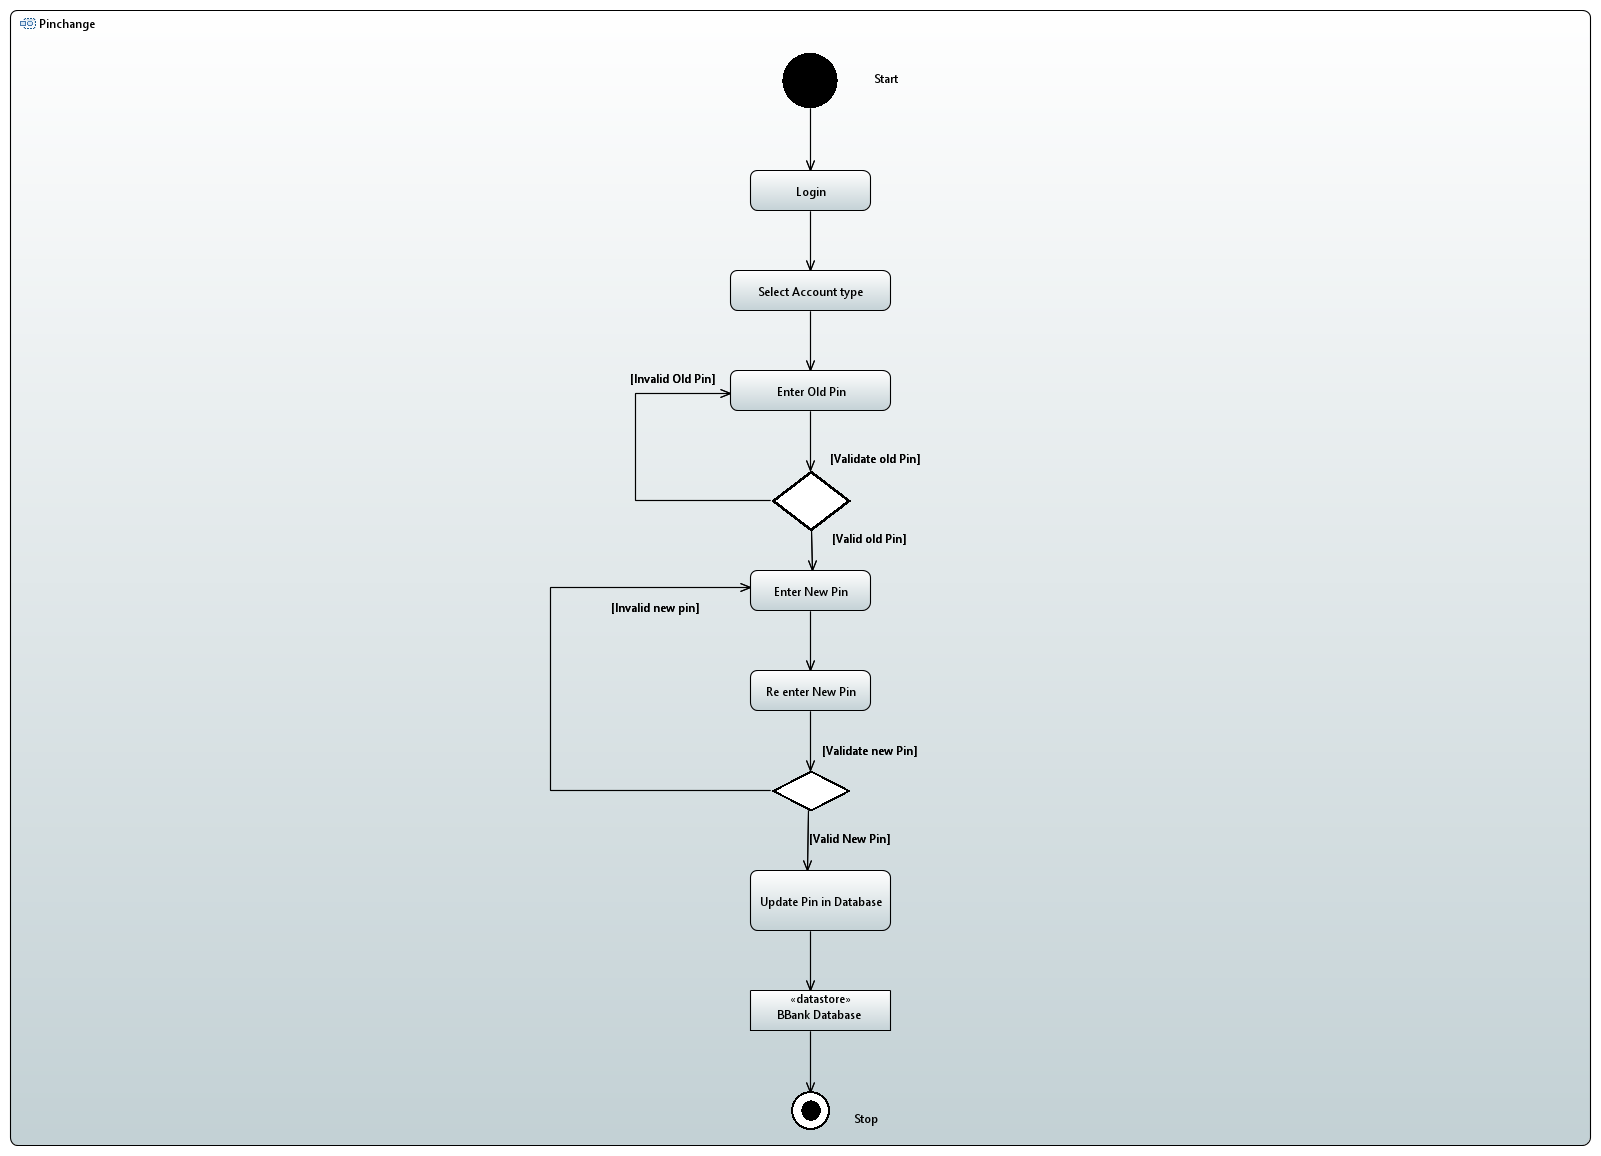 Pinchange
Start
Login
Select Account type
[Invalid Old Pin]
Enter Old Pin
[Validate old Pin]
[Valid old Pin]
Enter New Pin
[Invalid new pin]
Re enter New Pin
[Validate new Pin]
[Valid New Pin]
Update Pin in Database
«datastore»
BBank Database
Stop